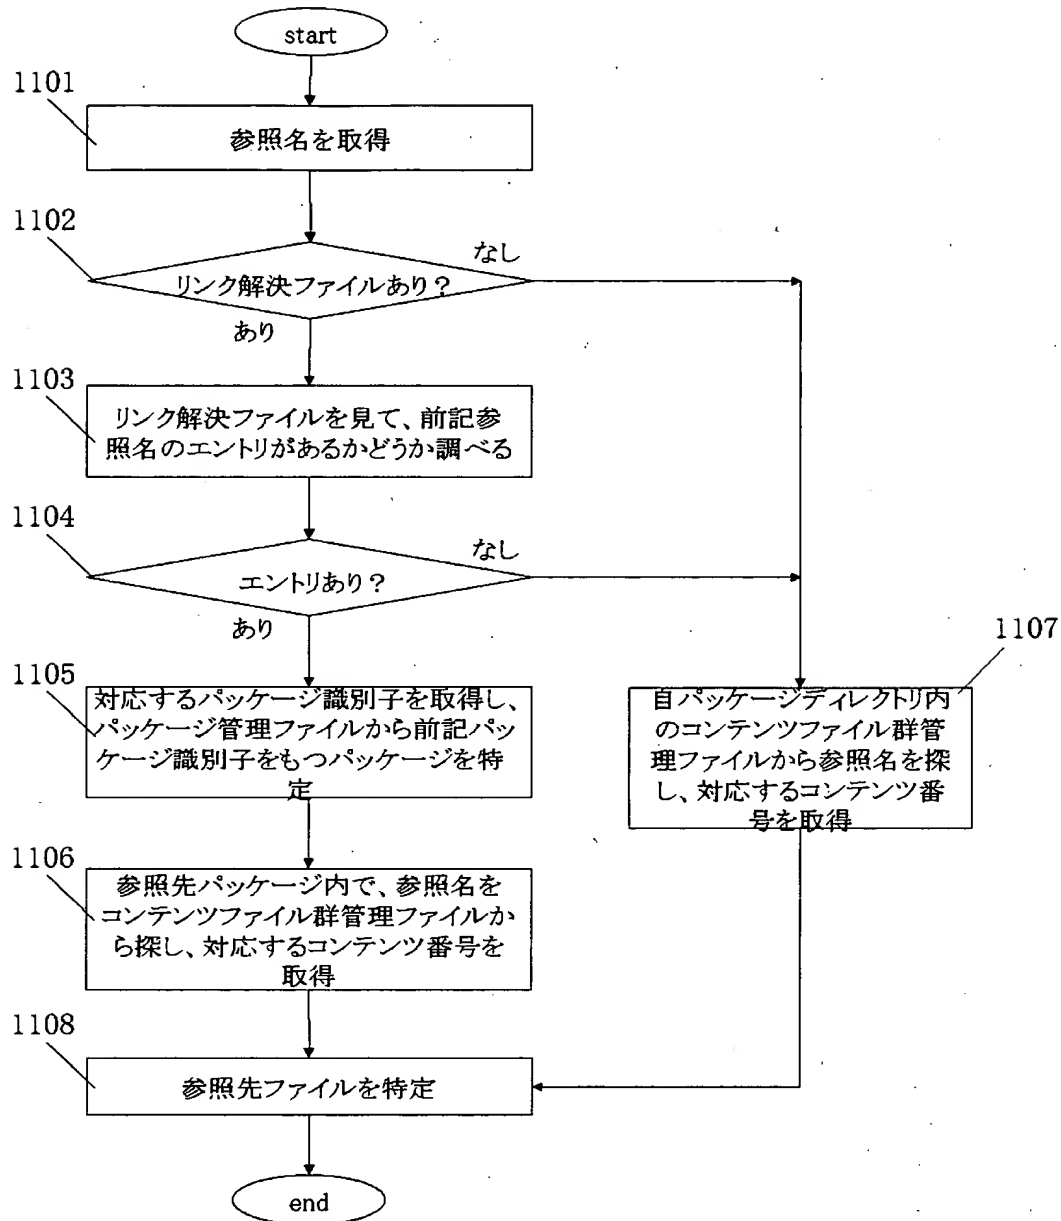 start
1101
参照名を取得
1102
なし
リンク解決ファイルあり?
あり
1103
リンク解決ファイルを見て、前記参
照名のエントリがあるかどうか調べる
1104
なし
エントリあり?
あり
1107
1105
対応するパッケージ識別子を取得し、
パッケージ管理ファイルから前記パッ
ケージ識別子をもつパッケージを特
定
自パッケージディレクトリ内
のコンテンツファイル群管
理ファイルから参照名を探
し、対応するコンテンツ番
号を取得
1106
参照先パッケージ内で、参照名を
コンテンツファイル群管理ファイルか
ら探し、対応するコンテンツ番号を
取得
1108
参照先ファイルを特定
end